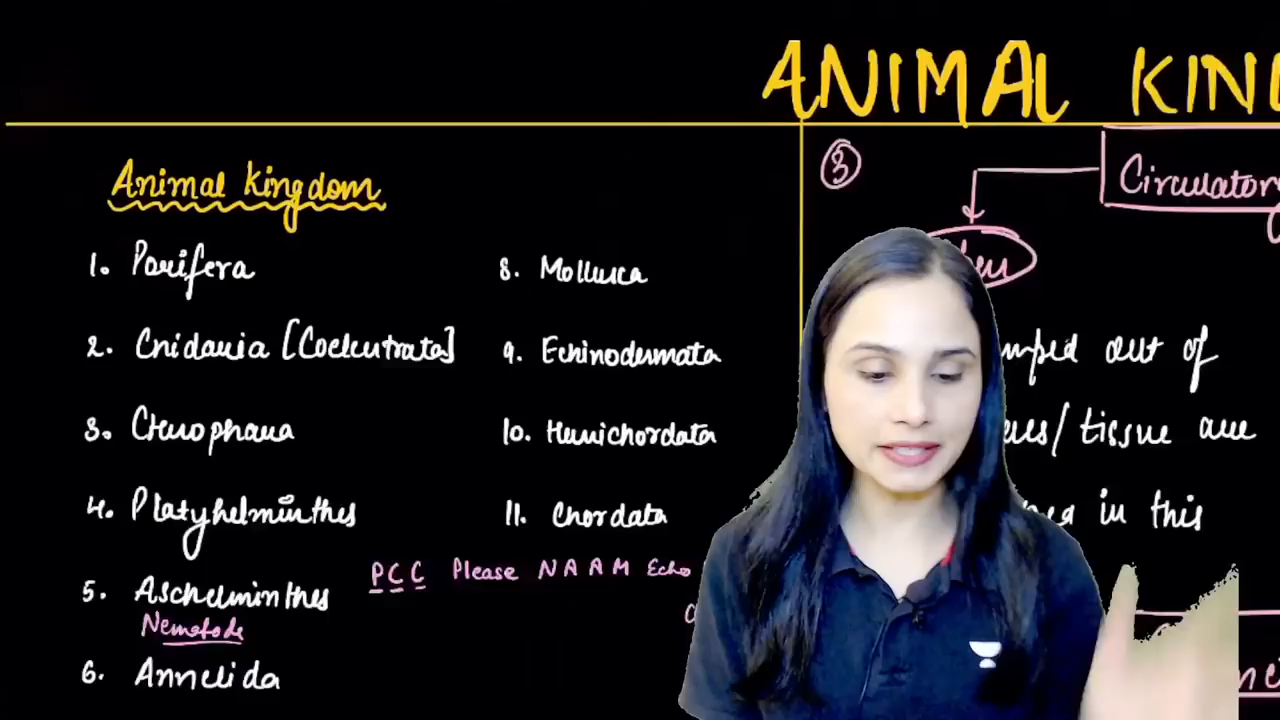 ANIMAL KIN
Animal Kingdom
1. Porifera
2. Cnidaria [Coelentrata]
3. Ctenophora
4. Platyhelminthes
5. Aschelminthes
Nematode
6. Annelida
8. Mollusca
9. Echinodermata
10. Hemichordata
11. Chordata
PCC Please NAAM Echo
3
Circulatory
out of
tissue are
in this